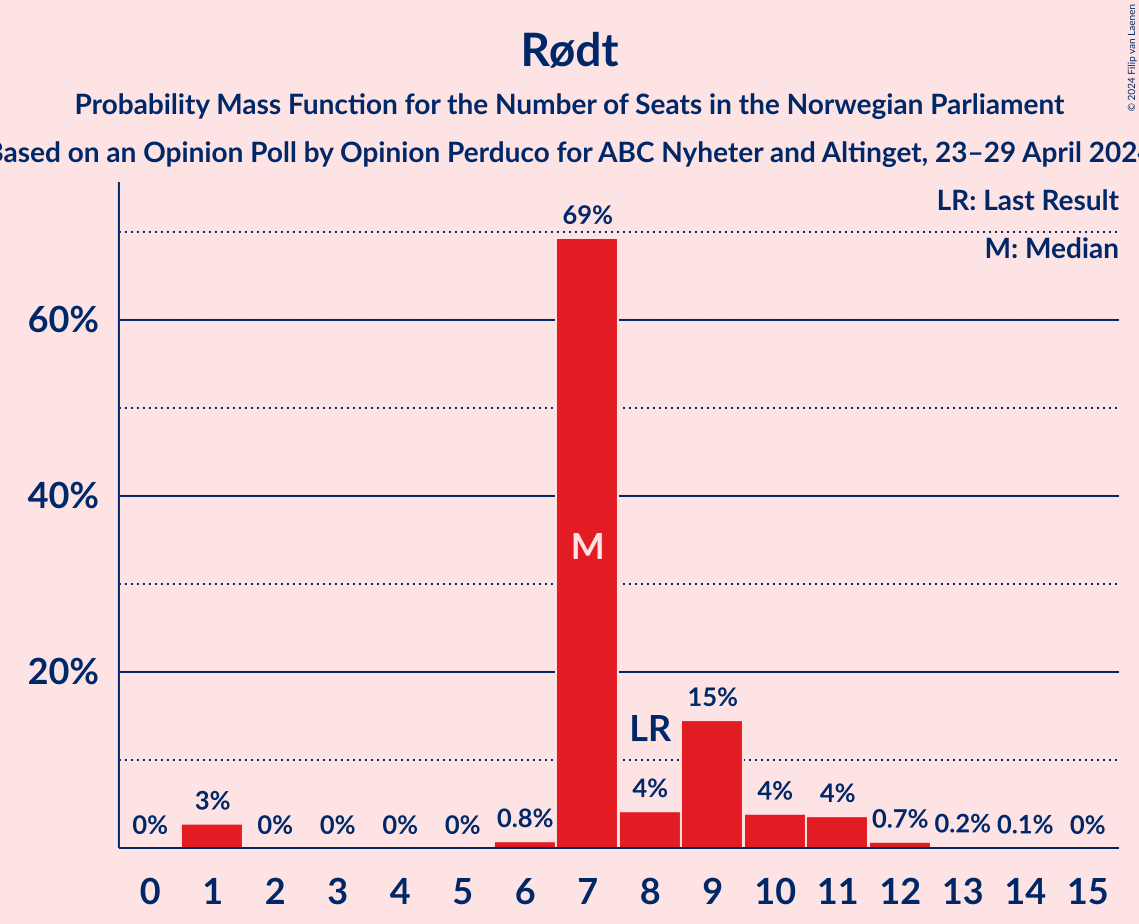 Rødt
Probability Mass Function for the Number of Seats in the Norwegian Parliament
Based on an Opinion Poll by Opinion Perduco for ABC Nyheter and Altinget, 23–29 April 2024
© 2024 Filip van Laenen
LR: Last Result
M: Median
60%
40%
20%
0%
3%
0%
0%
0%
0%
0.8%
69%
M
LR
4%
15%
4%
4%
0.7%
0.2%
0.1%
0%
0 1 2 3 4 5 6 7 8 9 10 11 12 13 14 15